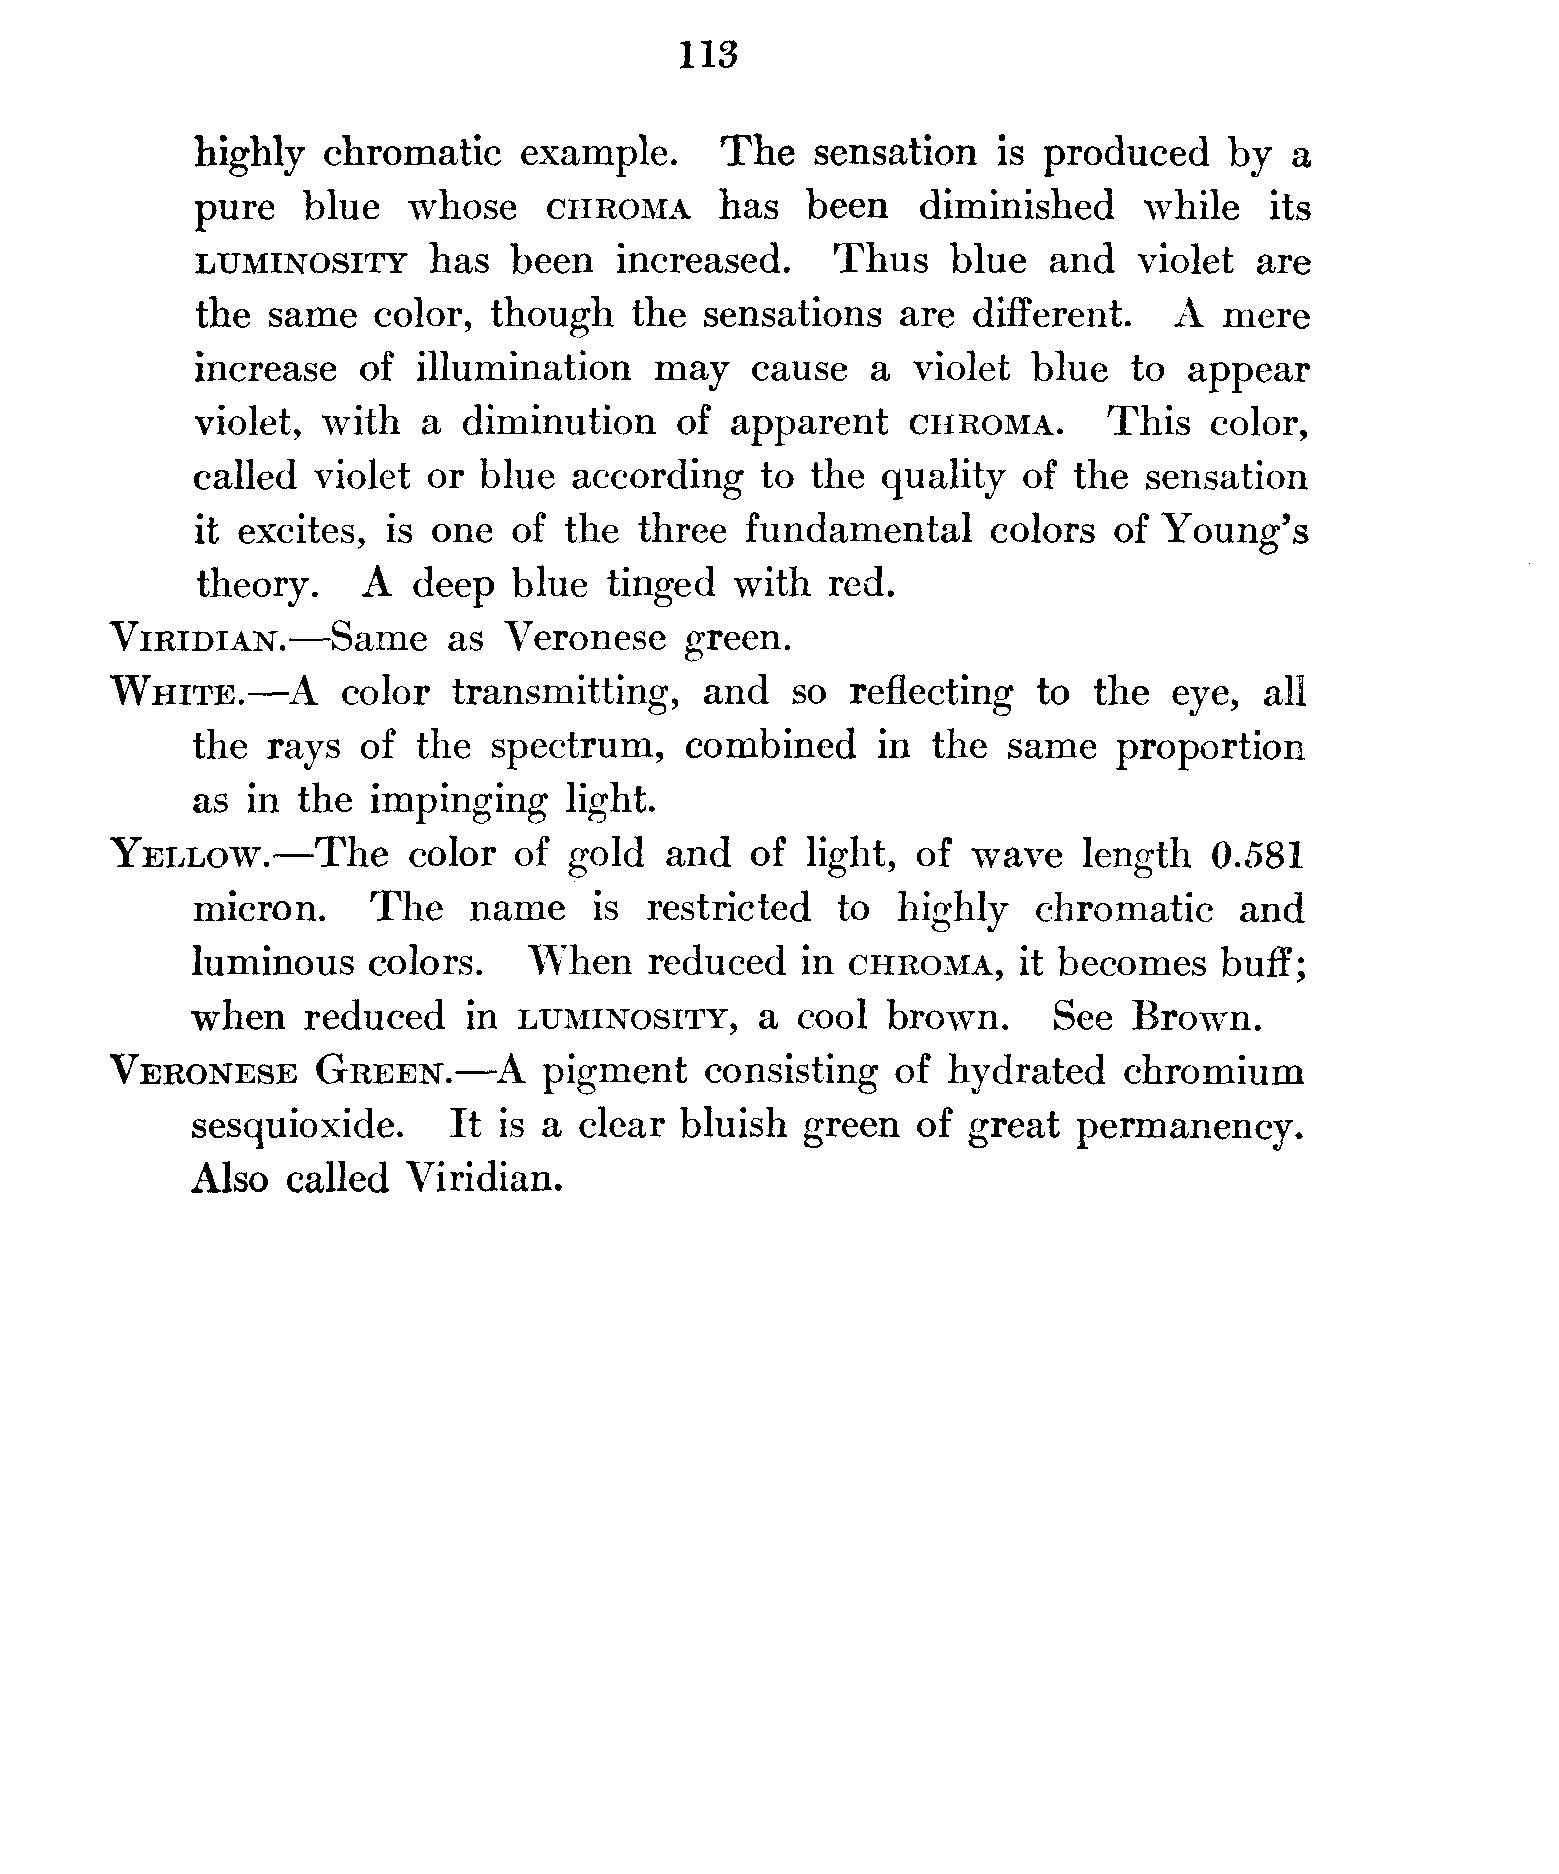 113
highly chromatic example. The sensation is produced by a
pure blue whose CHROMA has been diminished while its
LUMINOSITY has been increased. Thus blue and violet are
the same color, though the sensations are different. A mere
increase of illumination may cause a violet blue to appear
violet, with a diminution of apparent CHROMA. This color,
called violet or blue according to the quality of the sensation
it excites, is one of the three fundamental colors of Young's
theory. A deep blue tinged with red.
VIRIDIAN.—Same as Veronese green.
WHITE.—A color transmitting, and so reflecting to the eye, all
the rays of the spectrum, combined in the same proportion
as in the impinging light.
YELLOW.—The color of gold and of light, of wave length 0.581
micron. The name is restricted to highly chromatic and
luminous colors. When reduced in CHROMA, it becomes buff;
when reduced in LUMINOSITY, a cool brown. See Brown.
VERONESE GREEN.—A pigment consisting of hydrated chromium
sesquioxide. It is a clear bluish green of great permanency.
Also called Viridian.